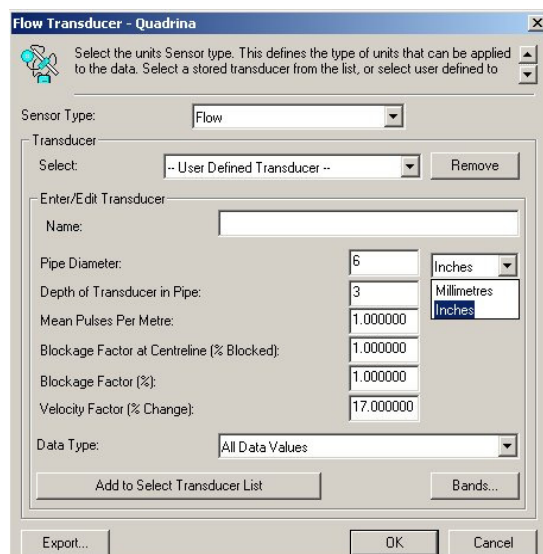 Flow Transducer - Quadrina
Select the units Sensor type. This defines the type of units that can be applied
to the data. Select a stored transducer from the list, or select user defined to
Sensor Type: Flow
Transducer
Select: -- User Defined Transducer -- Remove
Enter/Edit Transducer
Name:
Pipe Diameter: 6 Inches
Depth of Transducer in Pipe: 3 Millimetres
Inches
Mean Pulses Per Metre: 1.000000
Blockage Factor at Centreline (% Blocked): 1.000000
Blockage Factor (%): 1.000000
Velocity Factor (% Change): 17.000000
Data Type: All Data Values
Add to Select Transducer List Bands...
Export... OK Cancel